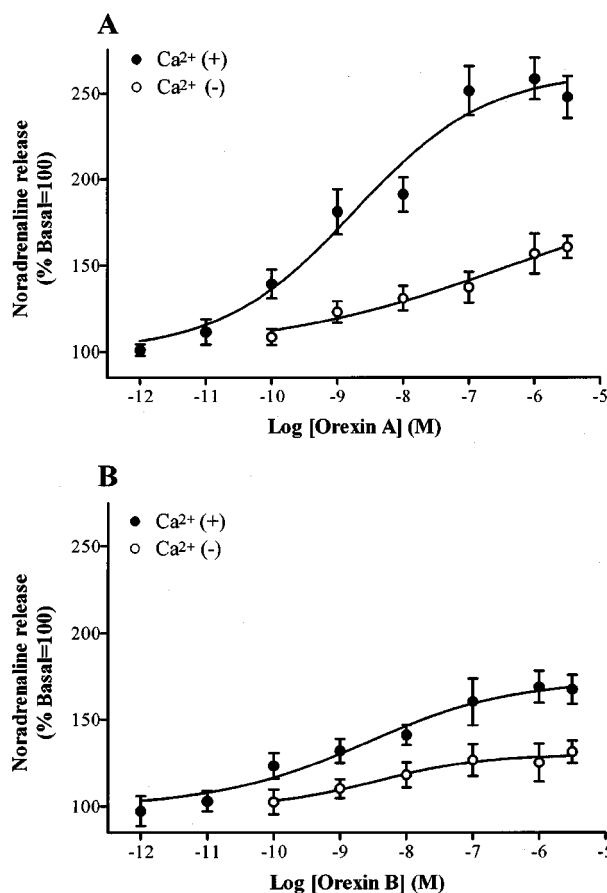 A
Ca²⁺ (+)
Ca²⁺ (-)
250
200
150
100
Noradrenaline release
(% Basal=100)
-12 -11 -10 -9 -8 -7 -6 -5
Log [Orexin A] (M)
B
Ca²⁺ (+)
Ca²⁺ (-)
250
200
150
100
Noradrenaline release
(% Basal=100)
-12 -11 -10 -9 -8 -7 -6 -5
Log [Orexin B] (M)